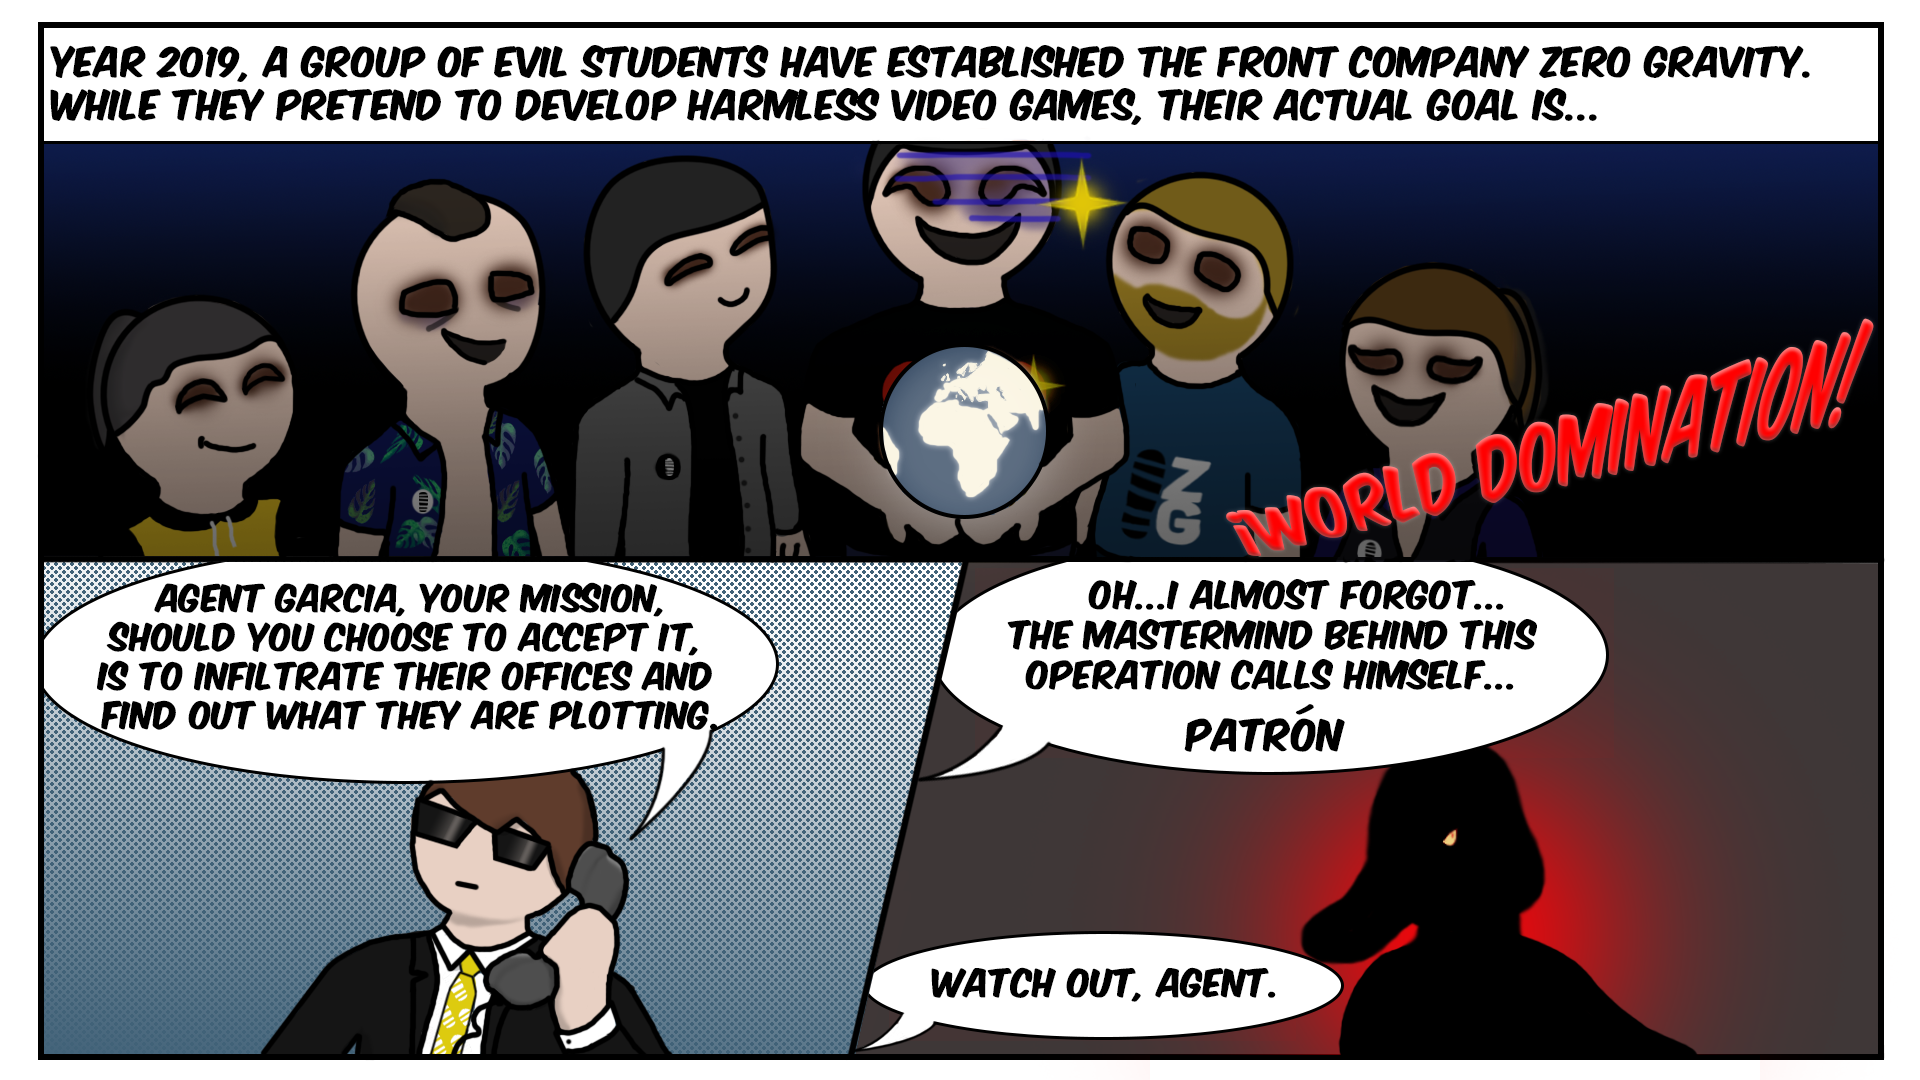 YEAR 2019, A GROUP OF EVIL STUDENTS HAVE ESTABLISHED THE FRONT COMPANY ZERO GRAVITY.
WHILE THEY PRETEND TO DEVELOP HARMLESS VIDEO GAMES, THEIR ACTUAL GOAL IS...
ZG
¡WORLD DOMINATION!
AGENT GARCIA, YOUR MISSION,
SHOULD YOU CHOOSE TO ACCEPT IT,
IS TO INFILTRATE THEIR OFFICES AND
FIND OUT WHAT THEY ARE PLOTTING.
OH...I ALMOST FORGOT...
THE MASTERMIND BEHIND THIS
OPERATION CALLS HIMSELF...
PATRÓN
WATCH OUT, AGENT.